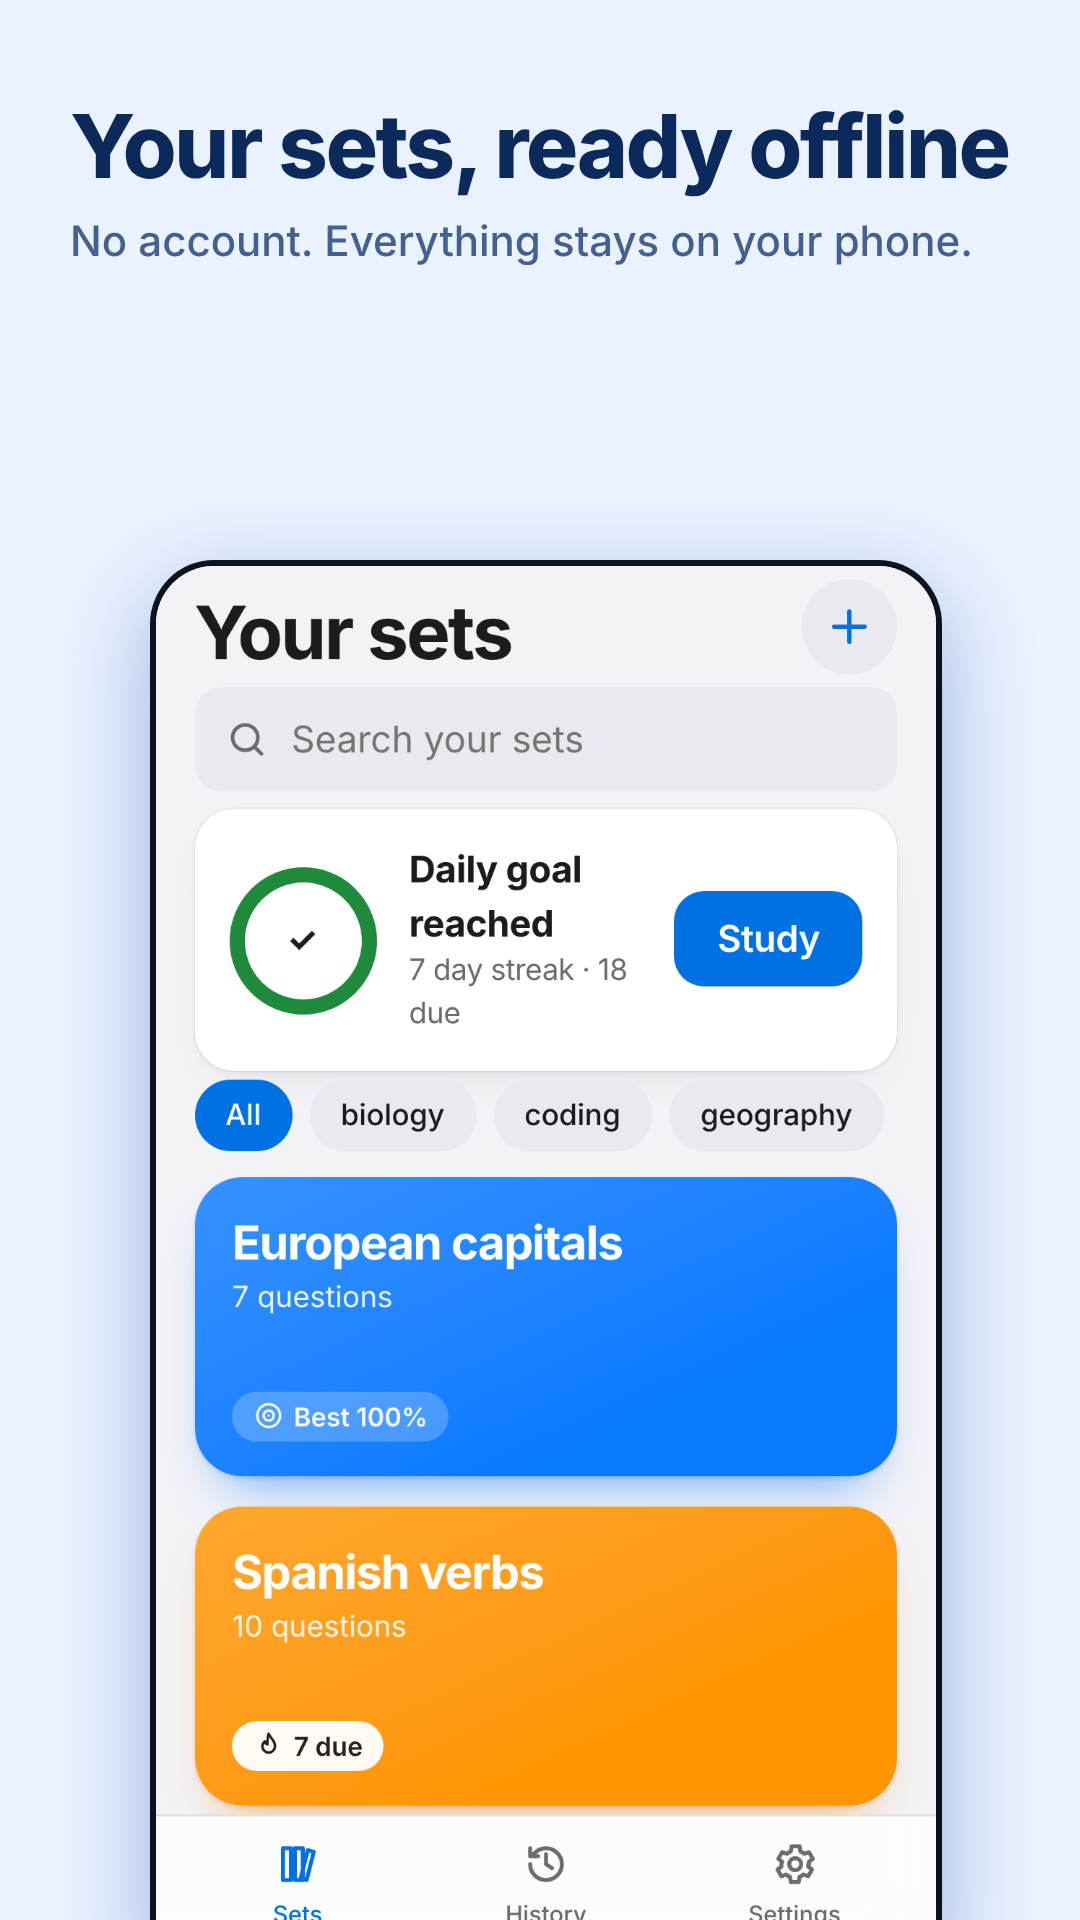 Your sets, ready offline
No account. Everything stays on your phone.
Your sets
Search your sets
Daily goal
reached
7 day streak · 18
due
Study
All
biology
coding
geography
European capitals
7 questions
Best 100%
Spanish verbs
10 questions
7 due
Sets
History
Settings